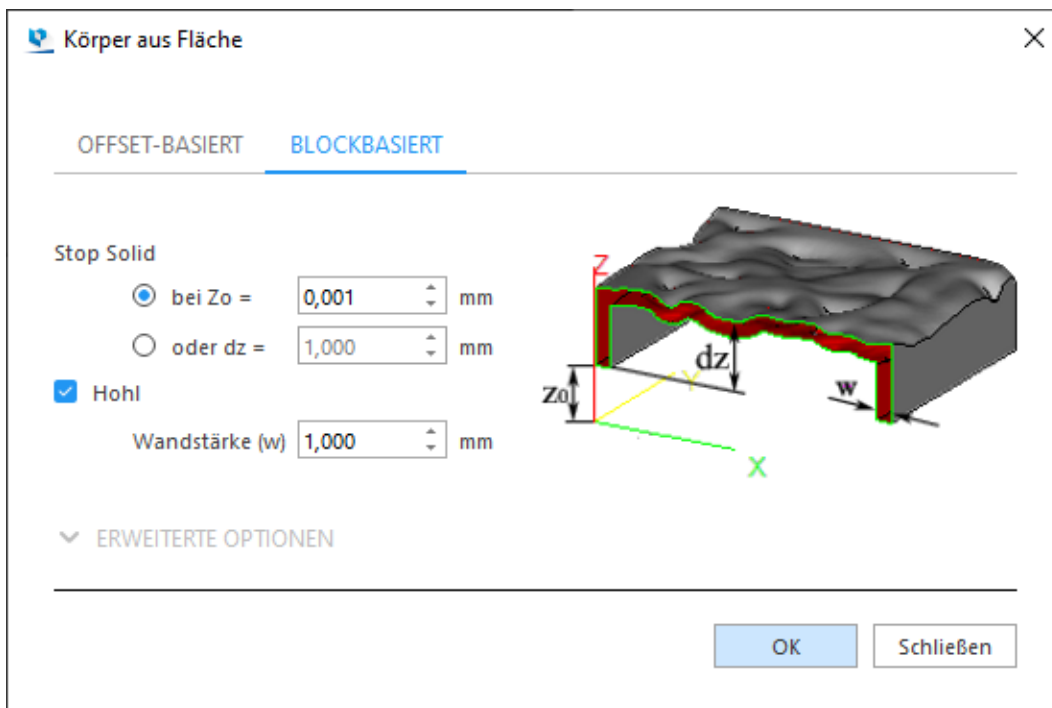 Körper aus Fläche
OFFSET-BASIERT BLOCKBASIERT
Stop Solid
bei Zo = 0,001 mm
oder dz = 1,000 mm
Hohl
Wandstärke (w) 1,000 mm
Z
dz
Y
z0
w
X
ERWEITERTE OPTIONEN
OK Schließen